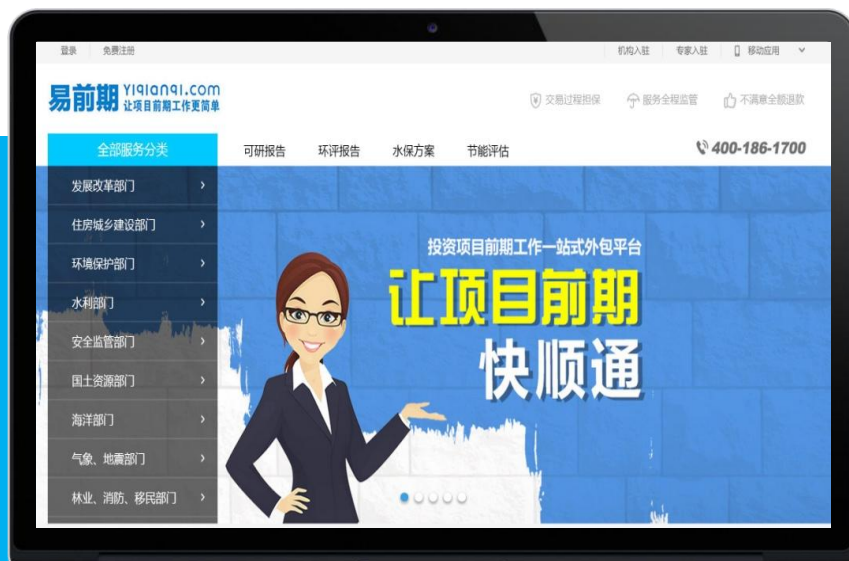 登录 免费注册 机构入驻 专家入驻 移动应用
易前期 YIQIANQI.com
让项目前期工作更简单
交易过程担保 服务全程监管 不满意全额退款
全部服务分类 可研报告 环评报告 水保方案 节能评估 400-186-1700
发展改革部门
住房城乡建设部门
环境保护部门
水利部门
安全监管部门
国土资源部门
海洋部门
气象、地震部门
林业、消防、移民部门
投资项目前期工作一站式外包平台
让项目前期
快顺通